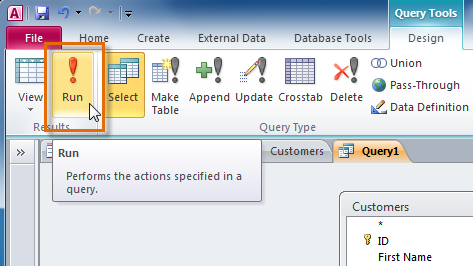 A
Query Tools
File Home Create External Data Database Tools Design
View Run Select Make Table Append Update Crosstab Delete
Union
Pass-Through
Data Definition
Results Query Type
» Customers Query1
Run
Performs the actions specified in a
query.
Customers
*
ID
First Name